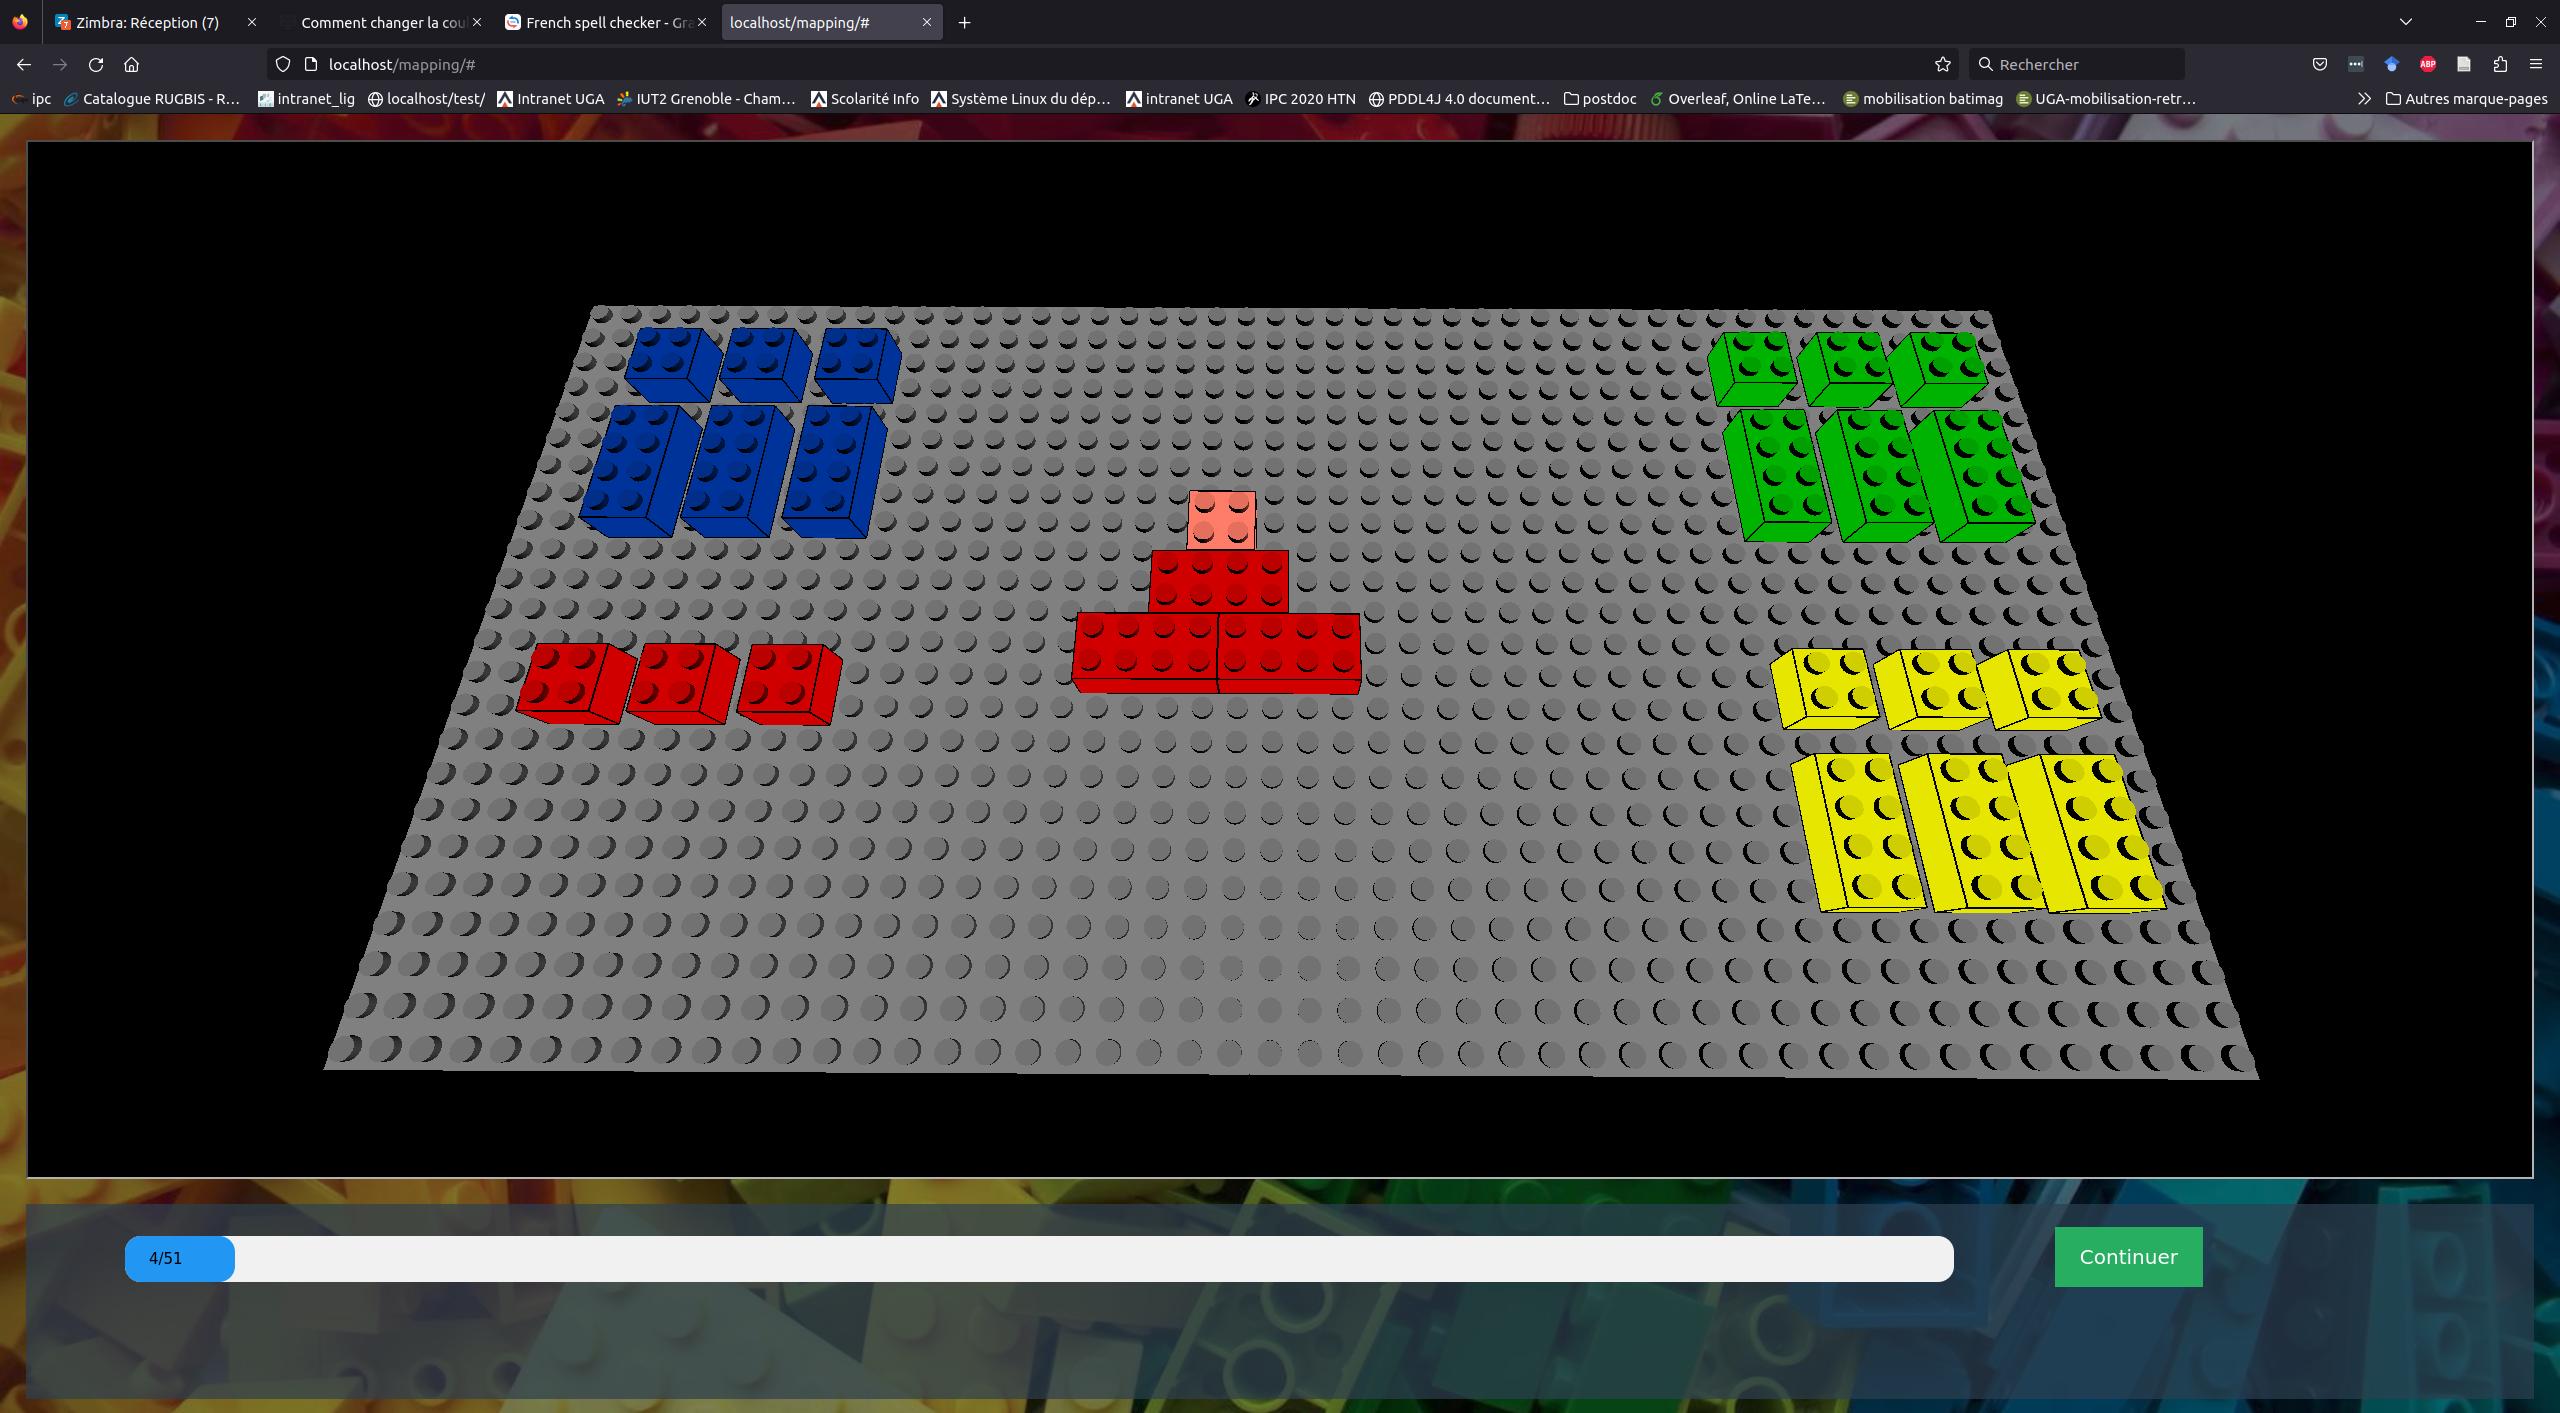 Zimbra: Réception (7)
Comment changer la cou
French spell checker - Gra
localhost/mapping/#
localhost/mapping/#
Rechercher
ABP
ipc
Catalogue RUGBIS - R…
intranet_lig
localhost/test/
Intranet UGA
IUT2 Grenoble - Cham…
Scolarité Info
Système Linux du dép…
intranet UGA
IPC 2020 HTN
PDDL4J 4.0 document…
postdoc
Overleaf, Online LaTe…
mobilisation batimag
UGA-mobilisation-retr…
Autres marque-pages
4/51
Continuer